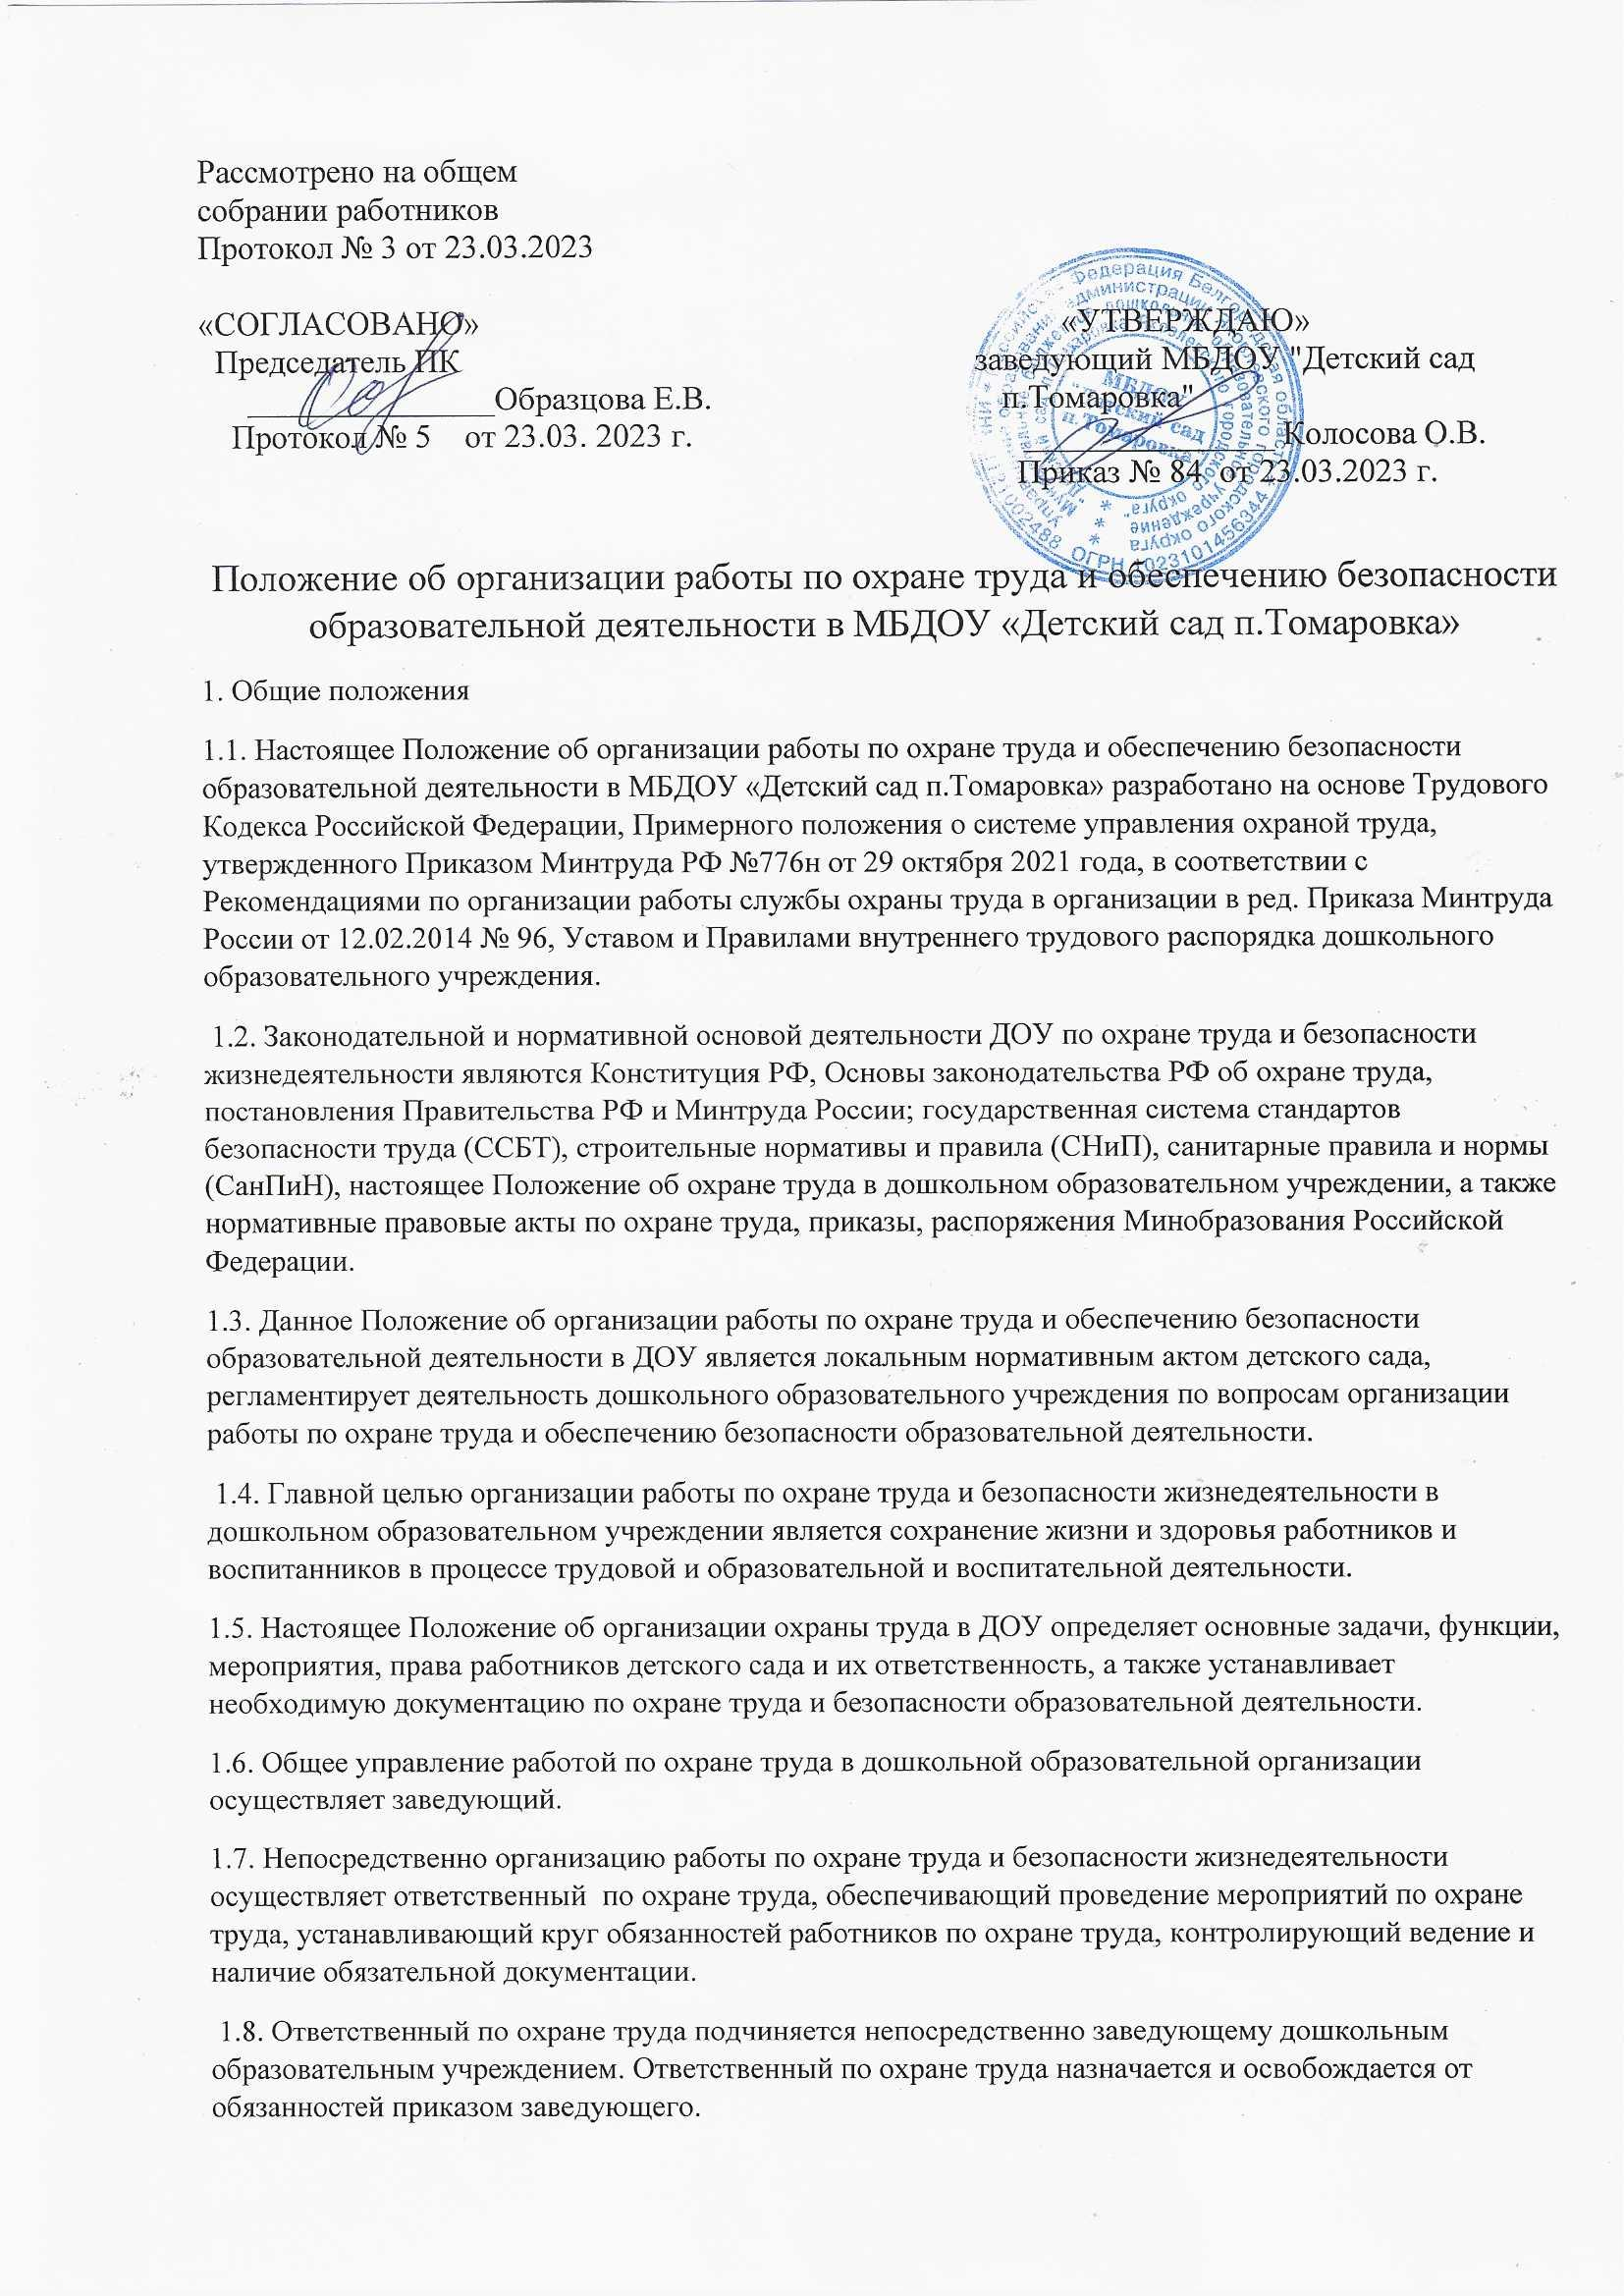 Рассмотрено на общем
собрании работников
Протокол № 3 от 23.03.2023
«СОГЛАСОВАНО»
Председатель ПК
Образцова Е.В.
Протокол № 5 от 23.03. 2023 г.
«УТВЕРЖДАЮ»
заведующий МБДОУ "Детский сад
п.Томаровка"
Колосова О.В.
Приказ № 84 от 23.03.2023 г.
МБДОУ
"Детский сад
п. Томаровка"
Положение об организации работы по охране труда и обеспечению безопасности
образовательной деятельности в МБДОУ «Детский сад п.Томаровка»
1. Общие положения
1.1. Настоящее Положение об организации работы по охране труда и обеспечению безопасности
образовательной деятельности в МБДОУ «Детский сад п.Томаровка» разработано на основе Трудового
Кодекса Российской Федерации, Примерного положения о системе управления охраной труда,
утвержденного Приказом Минтруда РФ №776н от 29 октября 2021 года, в соответствии с
Рекомендациями по организации работы службы охраны труда в организации в ред. Приказа Минтруда
России от 12.02.2014 № 96, Уставом и Правилами внутреннего трудового распорядка дошкольного
образовательного учреждения.
1.2. Законодательной и нормативной основой деятельности ДОУ по охране труда и безопасности
жизнедеятельности являются Конституция РФ, Основы законодательства РФ об охране труда,
постановления Правительства РФ и Минтруда России; государственная система стандартов
безопасности труда (ССБТ), строительные нормативы и правила (СНиП), санитарные правила и нормы
(СанПиН), настоящее Положение об охране труда в дошкольном образовательном учреждении, а также
нормативные правовые акты по охране труда, приказы, распоряжения Минобразования Российской
Федерации.
1.3. Данное Положение об организации работы по охране труда и обеспечению безопасности
образовательной деятельности в ДОУ является локальным нормативным актом детского сада,
регламентирует деятельность дошкольного образовательного учреждения по вопросам организации
работы по охране труда и обеспечению безопасности образовательной деятельности.
1.4. Главной целью организации работы по охране труда и безопасности жизнедеятельности в
дошкольном образовательном учреждении является сохранение жизни и здоровья работников и
воспитанников в процессе трудовой и образовательной и воспитательной деятельности.
1.5. Настоящее Положение об организации охраны труда в ДОУ определяет основные задачи, функции,
мероприятия, права работников детского сада и их ответственность, а также устанавливает
необходимую документацию по охране труда и безопасности образовательной деятельности.
1.6. Общее управление работой по охране труда в дошкольной образовательной организации
осуществляет заведующий.
1.7. Непосредственно организацию работы по охране труда и безопасности жизнедеятельности
осуществляет ответственный по охране труда, обеспечивающий проведение мероприятий по охране
труда, устанавливающий круг обязанностей работников по охране труда, контролирующий ведение и
наличие обязательной документации.
1.8. Ответственный по охране труда подчиняется непосредственно заведующему дошкольным
образовательным учреждением. Ответственный по охране труда назначается и освобождается от
обязанностей приказом заведующего.